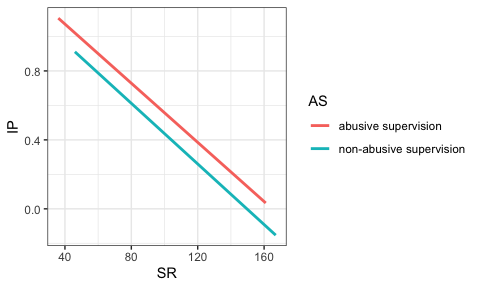 IP
0.8
0.4
0.0
40 80 120 160
SR
AS
abusive supervision
non-abusive supervision